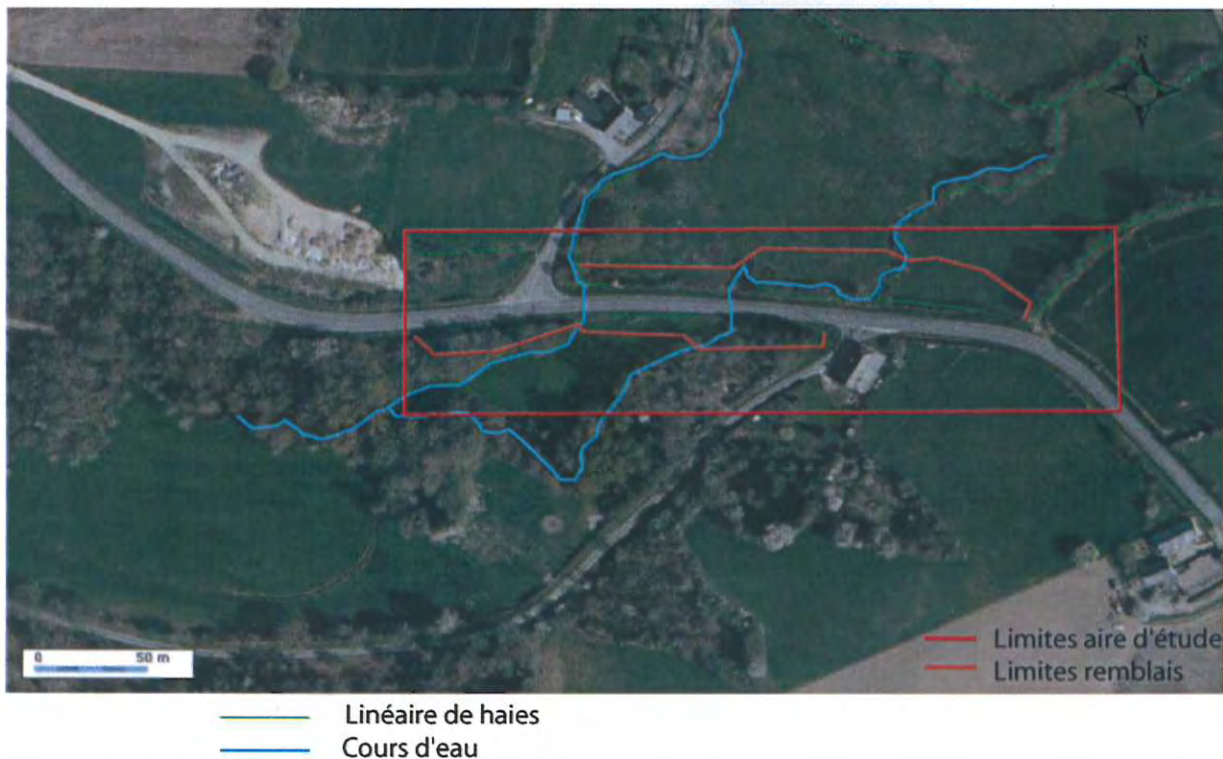 N
0 50 m
Limites aire d'étude
Limites remblais
Linéaire de haies
Cours d'eau